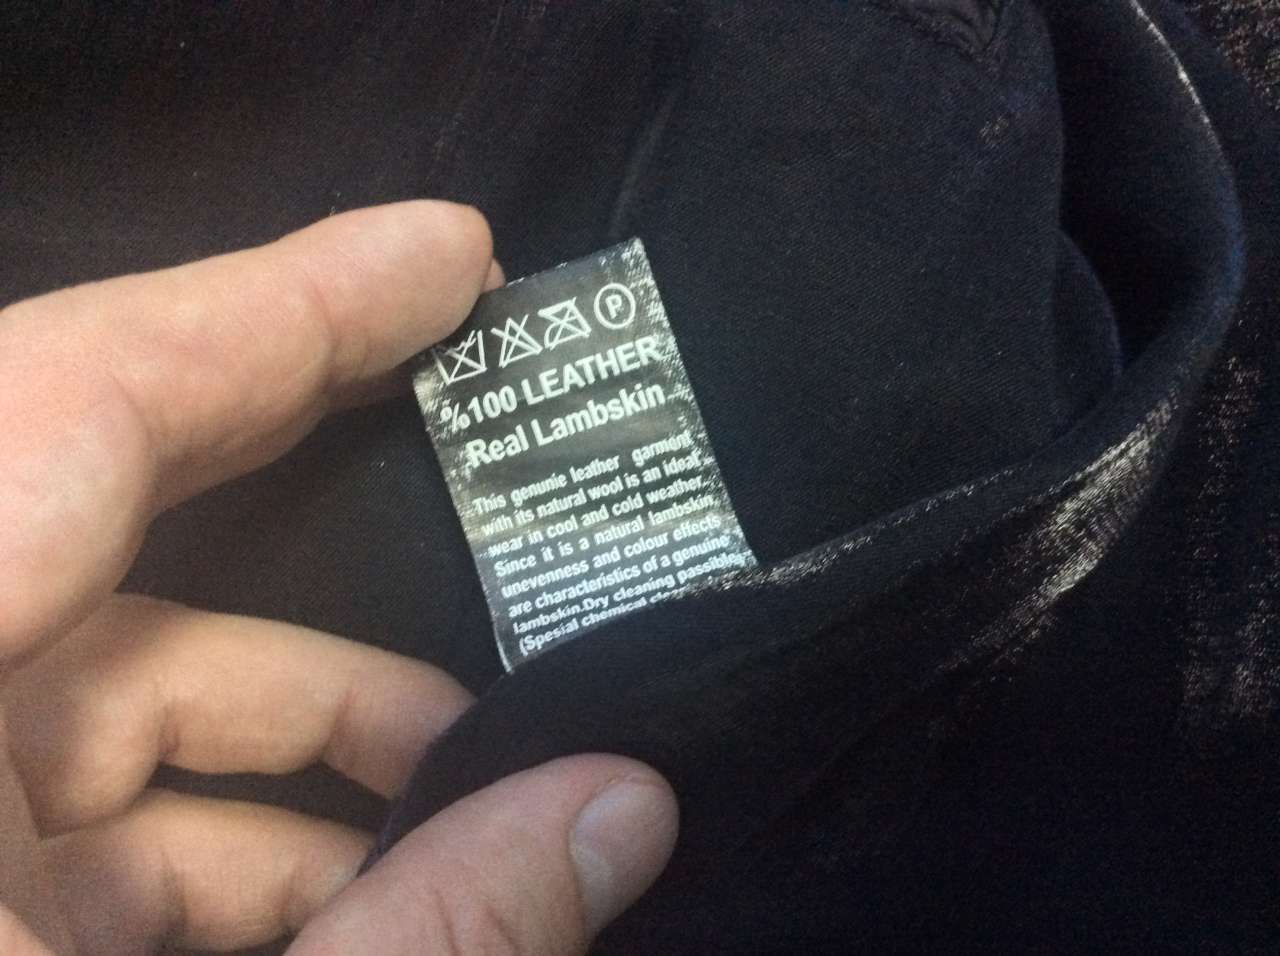 P
%100 LEATHER
Real Lambskin
This genunie leather garment
with its natural wool is an ideal
wear in cool and cold weather.
Since it is a natural lambskin
unevenness and colour effects
are characteristics of a genuine
lambskin.Dry cleaning passible
(Spesial chemical